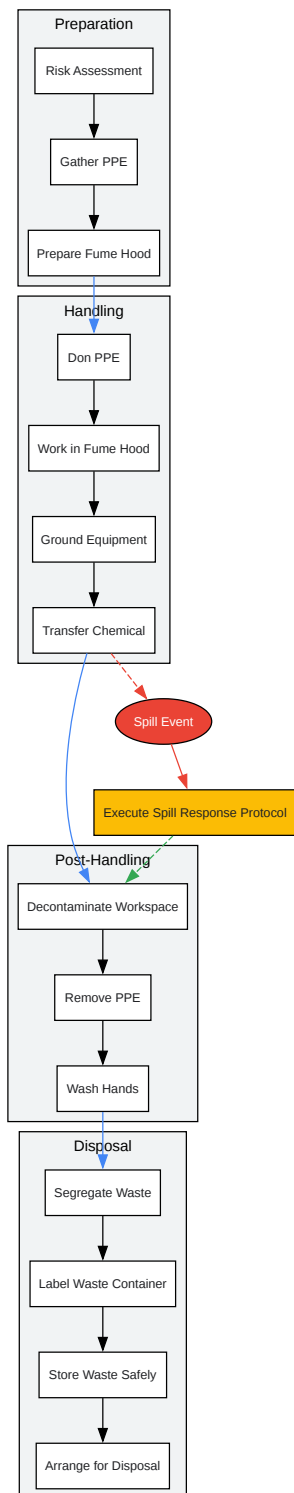 Preparation
Risk Assessment
Gather PPE
Prepare Fume Hood
Handling
Don PPE
Work in Fume Hood
Ground Equipment
Transfer Chemical
Spill Event
Execute Spill Response Protocol
Post-Handling
Decontaminate Workspace
Remove PPE
Wash Hands
Disposal
Segregate Waste
Label Waste Container
Store Waste Safely
Arrange for Disposal